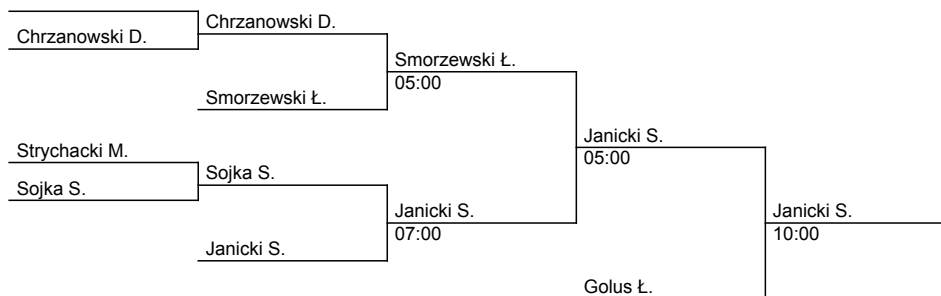 Chrzanowski D.
Chrzanowski D.
Smorzewski Ł.
05:00
Smorzewski Ł.
Janicki S.
05:00
Strychacki M.
Sojka S.
Sojka S.
Janicki S.
07:00
Janicki S.
10:00
Janicki S.
Golus Ł.